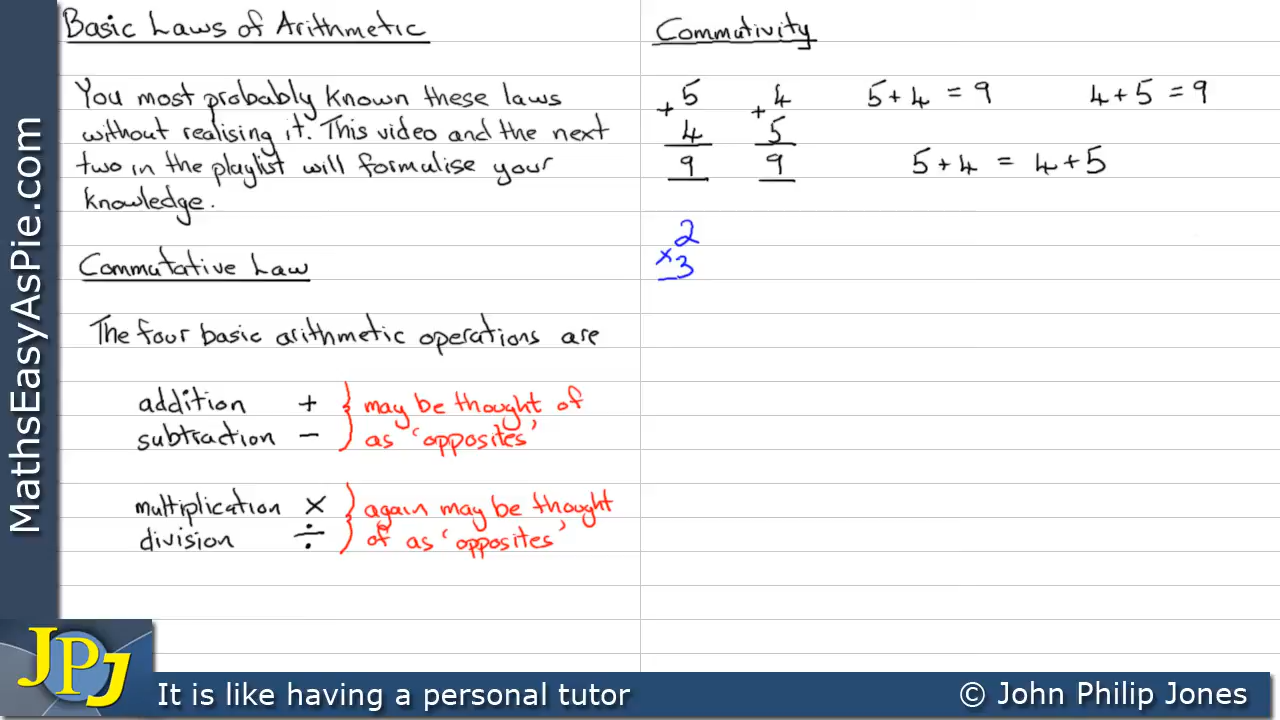 Basic Laws of Arithmetic
You most probably known these laws
without realising it. This video and the next
two in the playlist will formulise your
knowledge.
Commutative Law
The four basic arithmetic operations are
addition + } may be thought of
subtraction - } as 'opposites'
multiplication × } again may be thought
division ÷ } of as 'opposites'
Commutivity
5 4 5+4 = 9 4+5 = 9
+ +
4 5
9 9 5+4 = 4+5
2
× 3
MathsEasyAsPie.com
JPJ
It is like having a personal tutor
© John Philip Jones